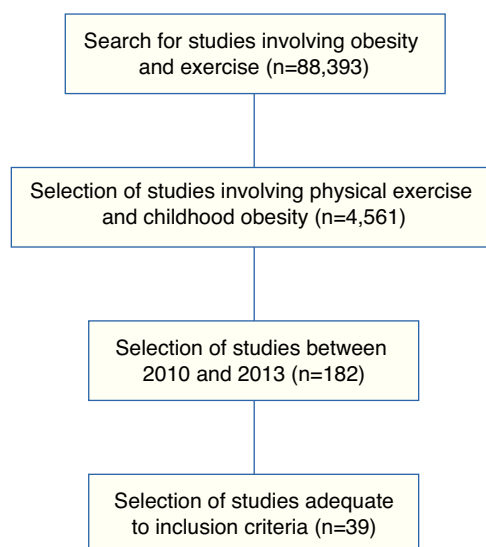 Search for studies involving obesity
and exercise (n=88,393)
Selection of studies involving physical exercise
and childhood obesity (n=4,561)
Selection of studies between
2010 and 2013 (n=182)
Selection of studies adequate
to inclusion criteria (n=39)